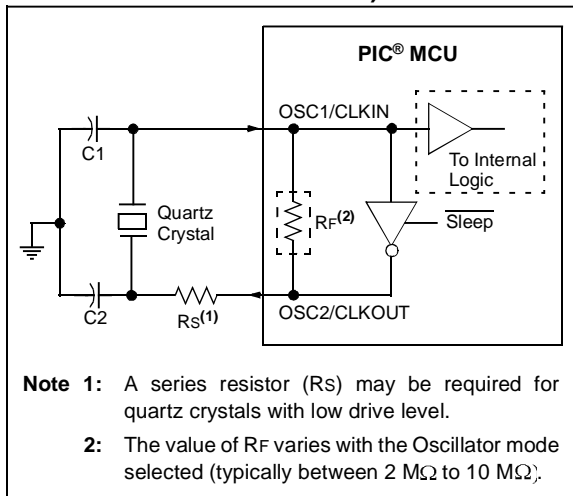 PIC® MCU
OSC1/CLKIN
C1
To Internal
Logic
Quartz
Crystal
RF(2)
Sleep
C2
RS(1)
OSC2/CLKOUT
Note 1: A series resistor (RS) may be required for
quartz crystals with low drive level.
2: The value of RF varies with the Oscillator mode
selected (typically between 2 MΩ to 10 MΩ).